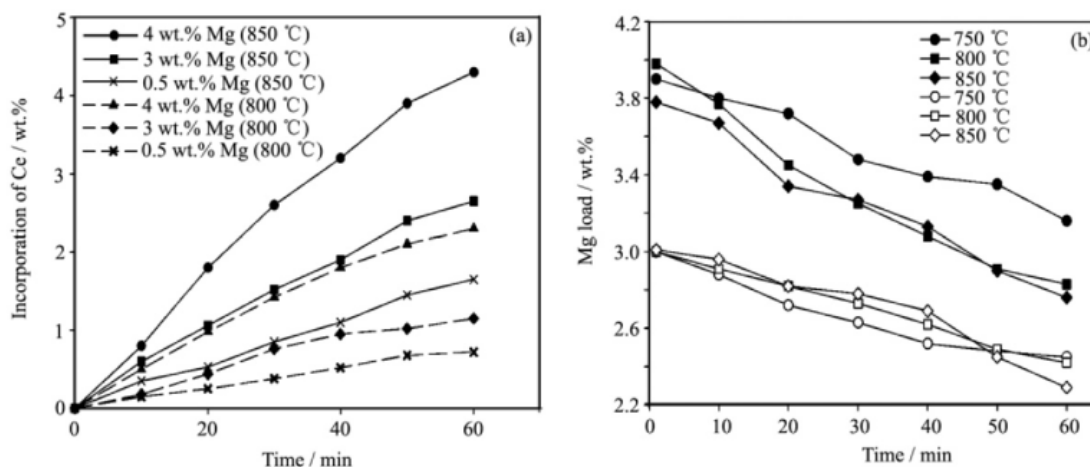 (a)
4 wt.% Mg (850 ℃)
3 wt.% Mg (850 ℃)
0.5 wt.% Mg (850 ℃)
4 wt.% Mg (800 ℃)
3 wt.% Mg (800 ℃)
0.5 wt.% Mg (800 ℃)
Incorporation of Ce / wt.%
5
4
3
2
1
0
0 20 40 60
Time / min
(b)
750 ℃
800 ℃
850 ℃
750 ℃
800 ℃
850 ℃
Mg load / wt.%
4.2
3.8
3.4
3.0
2.6
2.2
0 10 20 30 40 50 60
Time / min